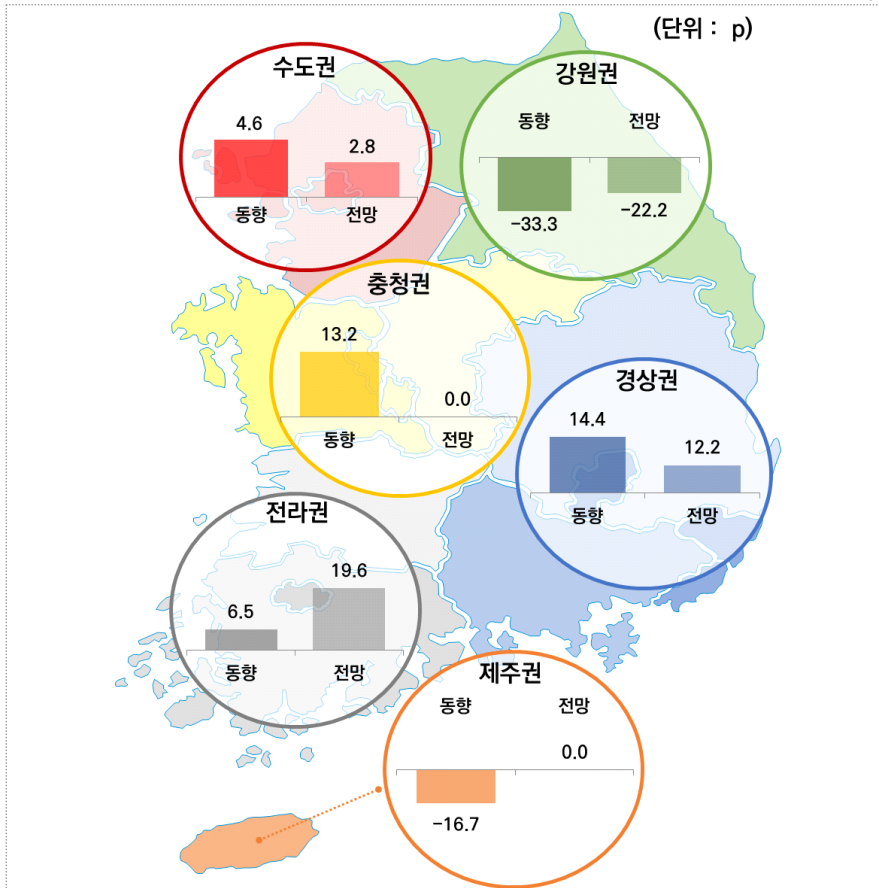 (단위 : p)
수도권
4.6
2.8
동향
전망
강원권
동향
전망
-33.3
-22.2
충청권
13.2
0.0
동향
전망
경상권
14.4
12.2
동향
전망
전라권
6.5
19.6
동향
전망
제주권
동향
전망
0.0
-16.7